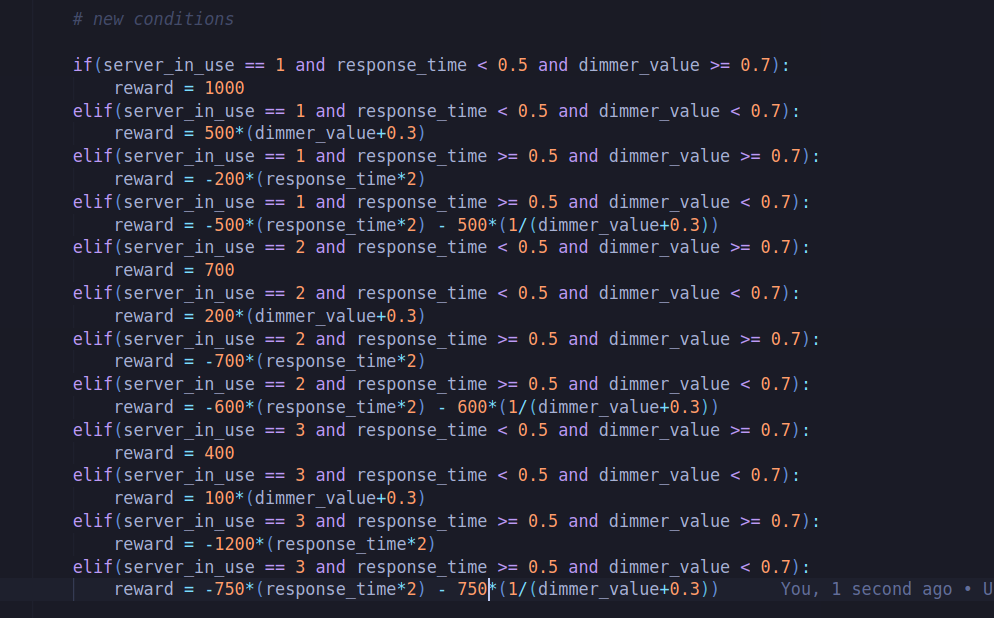 # new conditions
if(server_in_use == 1 and response_time < 0.5 and dimmer_value >= 0.7):
reward = 1000
elif(server_in_use == 1 and response_time < 0.5 and dimmer_value < 0.7):
reward = 500*(dimmer_value+0.3)
elif(server_in_use == 1 and response_time >= 0.5 and dimmer_value >= 0.7):
reward = -200*(response_time*2)
elif(server_in_use == 1 and response_time >= 0.5 and dimmer_value < 0.7):
reward = -500*(response_time*2) - 500*(1/(dimmer_value+0.3))
elif(server_in_use == 2 and response_time < 0.5 and dimmer_value >= 0.7):
reward = 700
elif(server_in_use == 2 and response_time < 0.5 and dimmer_value < 0.7):
reward = 200*(dimmer_value+0.3)
elif(server_in_use == 2 and response_time >= 0.5 and dimmer_value >= 0.7):
reward = -700*(response_time*2)
elif(server_in_use == 2 and response_time >= 0.5 and dimmer_value < 0.7):
reward = -600*(response_time*2) - 600*(1/(dimmer_value+0.3))
elif(server_in_use == 3 and response_time < 0.5 and dimmer_value >= 0.7):
reward = 400
elif(server_in_use == 3 and response_time < 0.5 and dimmer_value < 0.7):
reward = 100*(dimmer_value+0.3)
elif(server_in_use == 3 and response_time >= 0.5 and dimmer_value >= 0.7):
reward = -1200*(response_time*2)
elif(server_in_use == 3 and response_time >= 0.5 and dimmer_value < 0.7):
reward = -750*(response_time*2) - 750*(1/(dimmer_value+0.3)) You, 1 second ago • U